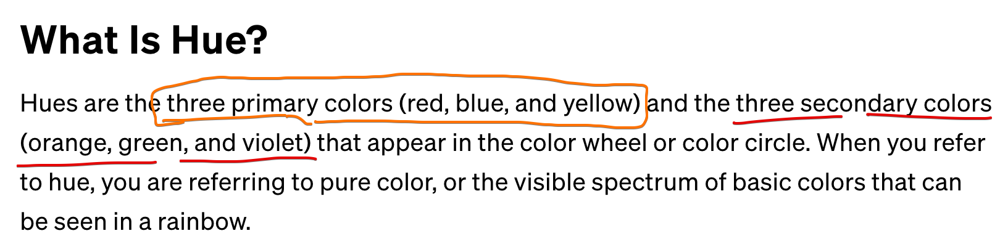 What Is Hue?
Hues are the three primary colors (red, blue, and yellow) and the three secondary colors
(orange, green, and violet) that appear in the color wheel or color circle. When you refer
to hue, you are referring to pure color, or the visible spectrum of basic colors that can
be seen in a rainbow.